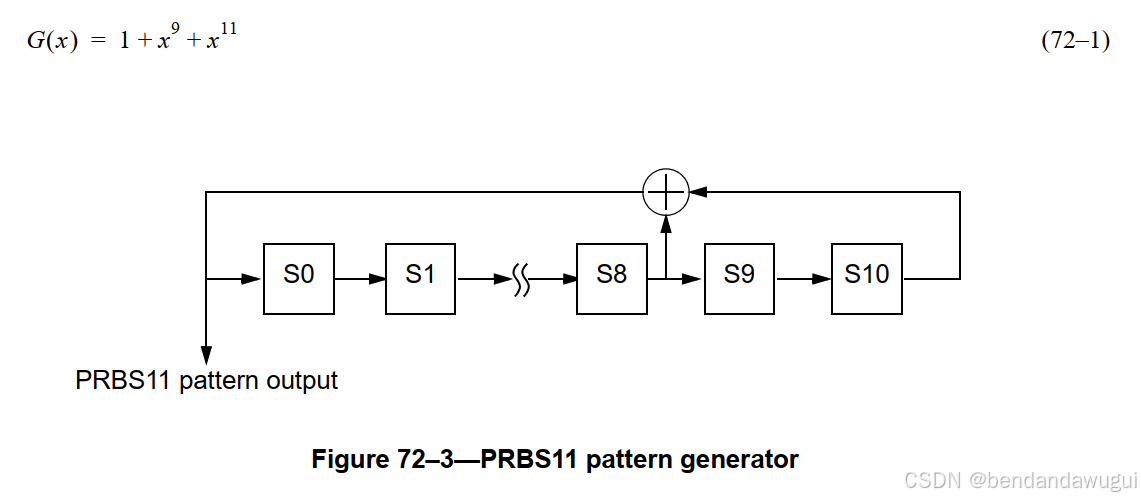 G(x) = 1 + x^9 + x^11 (72–1)
S0 S1 S8 S9 S10
PRBS11 pattern output
Figure 72–3—PRBS11 pattern generator
CSDN @bendandawugui